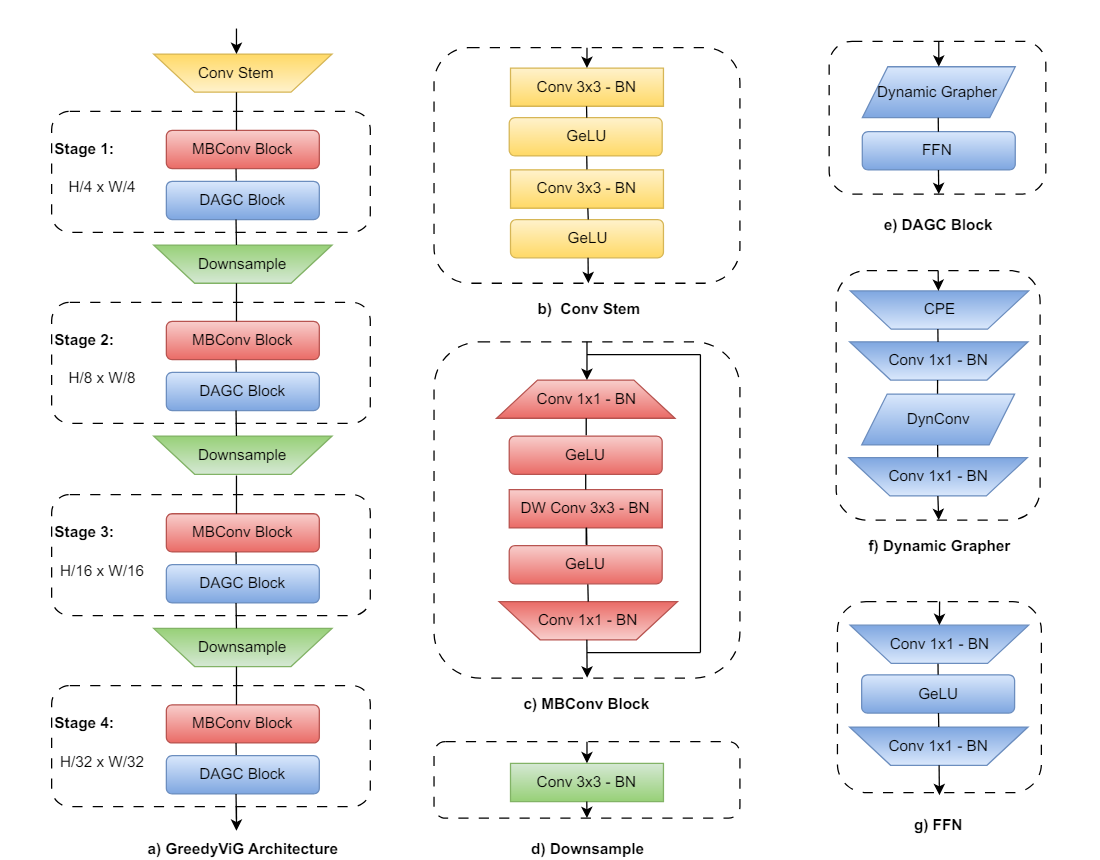 Conv Stem
Stage 1:
H/4 x W/4
MBConv Block
DAGC Block
Downsample
Stage 2:
H/8 x W/8
MBConv Block
DAGC Block
Downsample
Stage 3:
H/16 x W/16
MBConv Block
DAGC Block
Downsample
Stage 4:
H/32 x W/32
MBConv Block
DAGC Block
a) GreedyViG Architecture
Conv 3x3 - BN
GeLU
Conv 3x3 - BN
GeLU
b) Conv Stem
Conv 1x1 - BN
GeLU
DW Conv 3x3 - BN
GeLU
Conv 1x1 - BN
c) MBConv Block
Conv 3x3 - BN
d) Downsample
Dynamic Grapher
FFN
e) DAGC Block
CPE
Conv 1x1 - BN
DynConv
Conv 1x1 - BN
f) Dynamic Grapher
Conv 1x1 - BN
GeLU
Conv 1x1 - BN
g) FFN